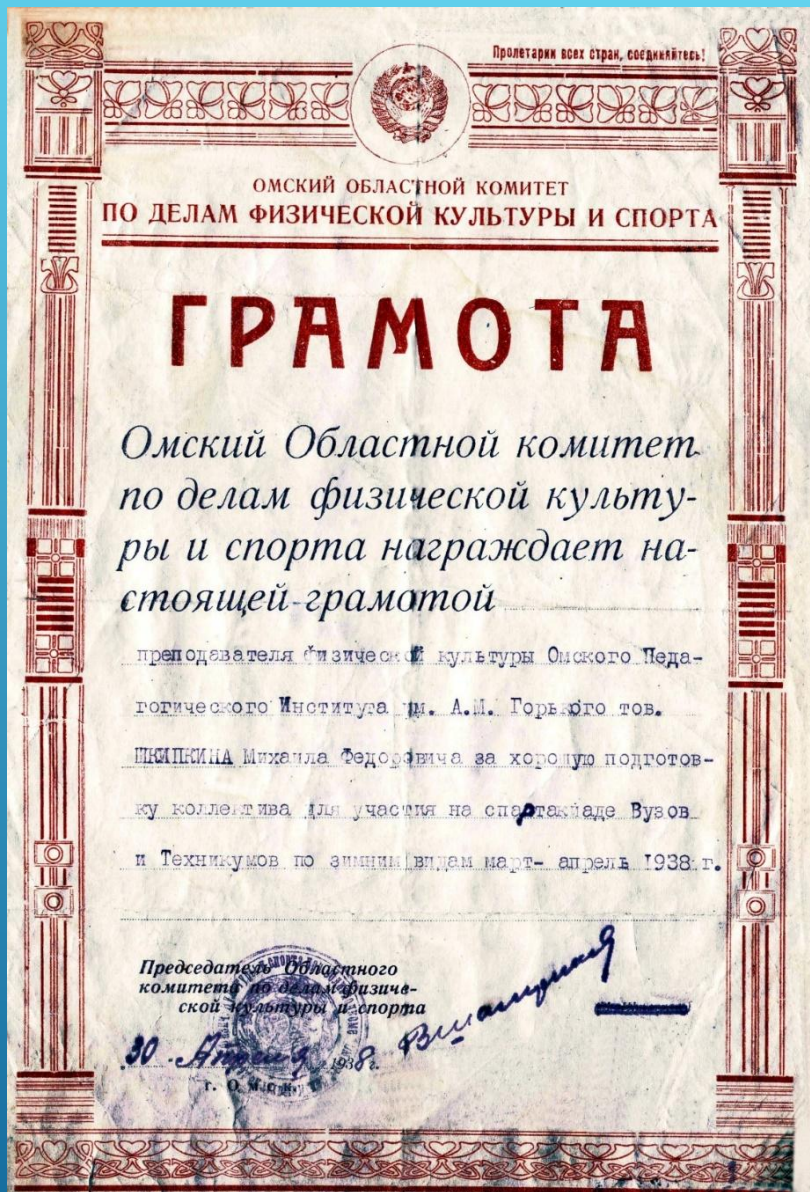 Пролетарии всех стран, соединяйтесь!
ОМСКИЙ ОБЛАСТНОЙ КОМИТЕТ
ПО ДЕЛАМ ФИЗИЧЕСКОЙ КУЛЬТУРЫ И СПОРТА
ГРАМОТА
Омский Областной комитет
по делам физической культу-
ры и спорта награждает на-
стоящей грамотой
преподавателя физической культуры Омского Педа-
гогического Института им. А.М. Горького тов.
ШКИПКИНА Михаила Федоровича за хорошую подготов-
ку коллектива для участия на спартакиаде Вузов
и Техникумов по зимним видам март- апрель 1938 г.
Председатель Областного
комитета по делам физиче-
ской культуры и спорта
30 Апреля 1938 г.
г. Омск